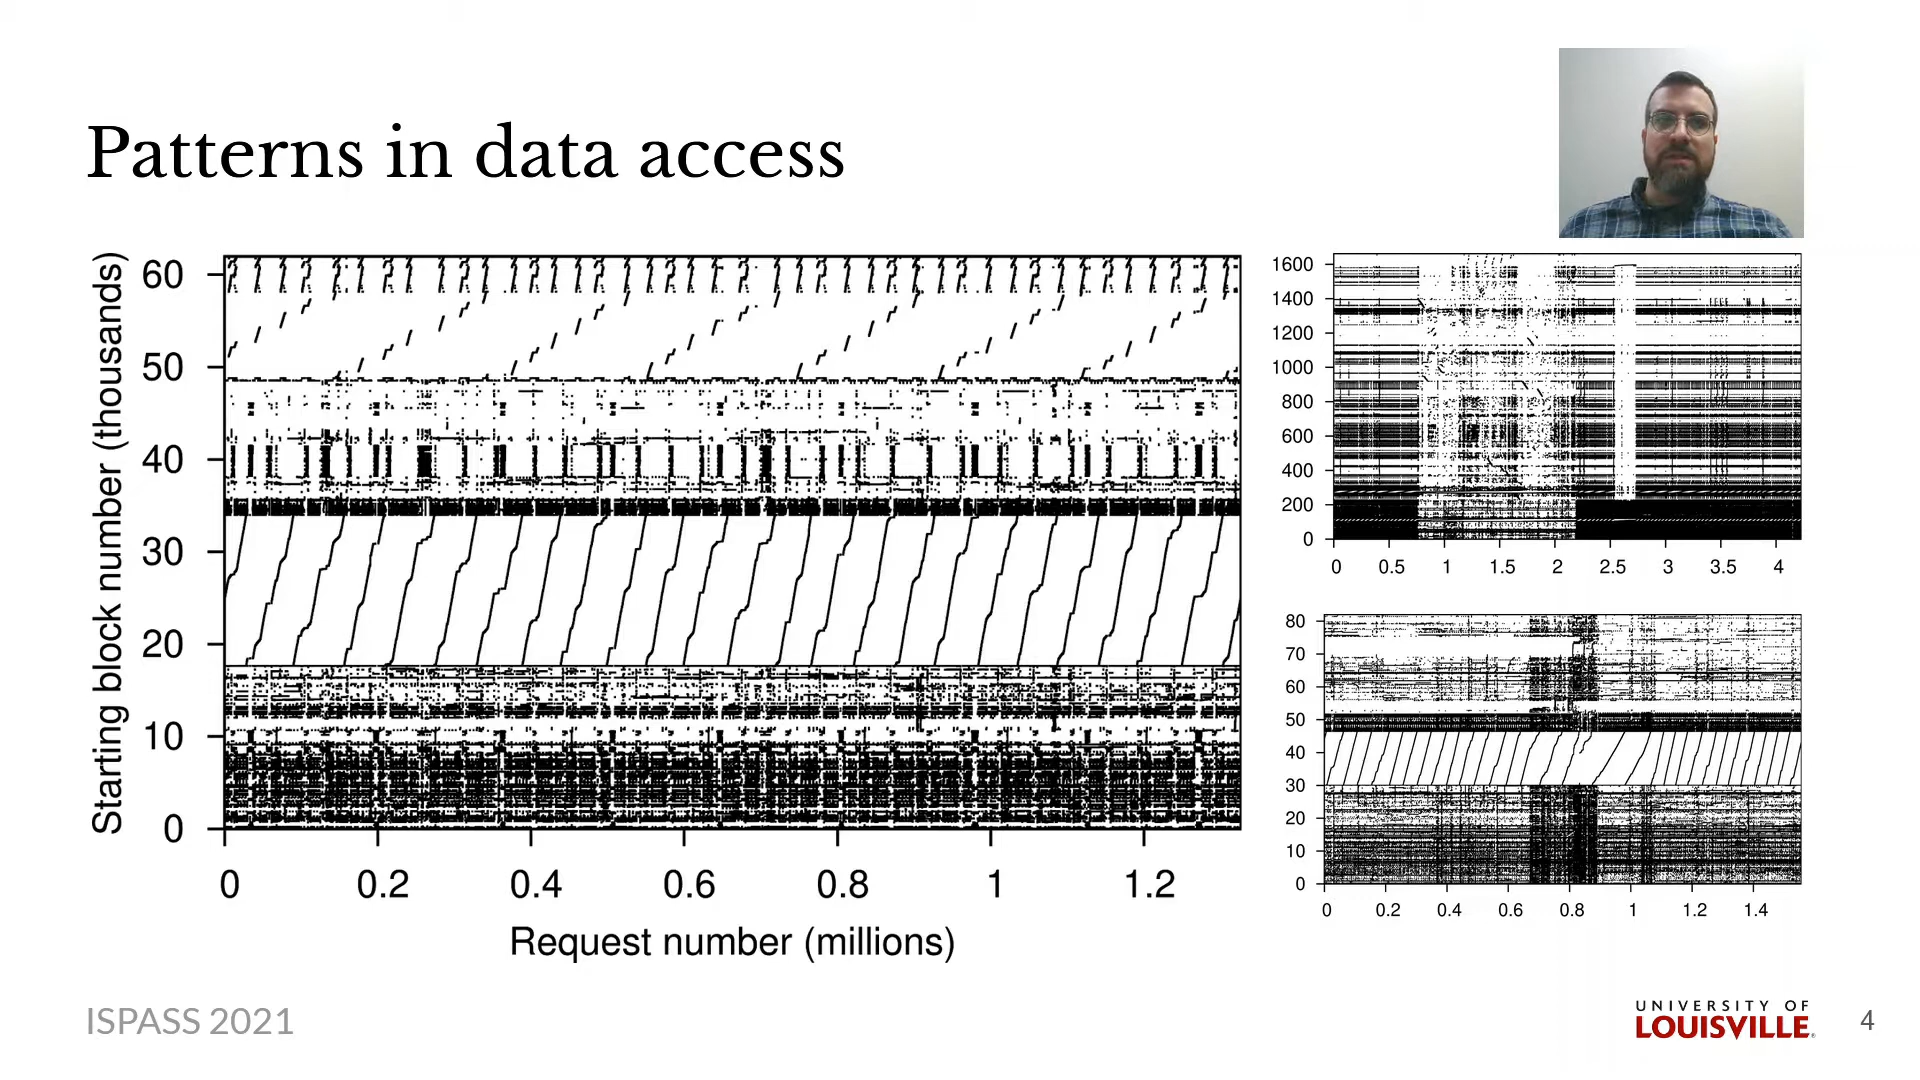 Patterns in data access
Starting block number (thousands)
60
50
40
30
20
10
0
0 0.2 0.4 0.6 0.8 1 1.2
Request number (millions)
1600
1400
1200
1000
800
600
400
200
0
0 0.5 1 1.5 2 2.5 3 3.5 4
80
70
60
50
40
30
20
10
0
0 0.2 0.4 0.6 0.8 1 1.2 1.4
ISPASS 2021
UNIVERSITY OF
LOUISVILLE
4